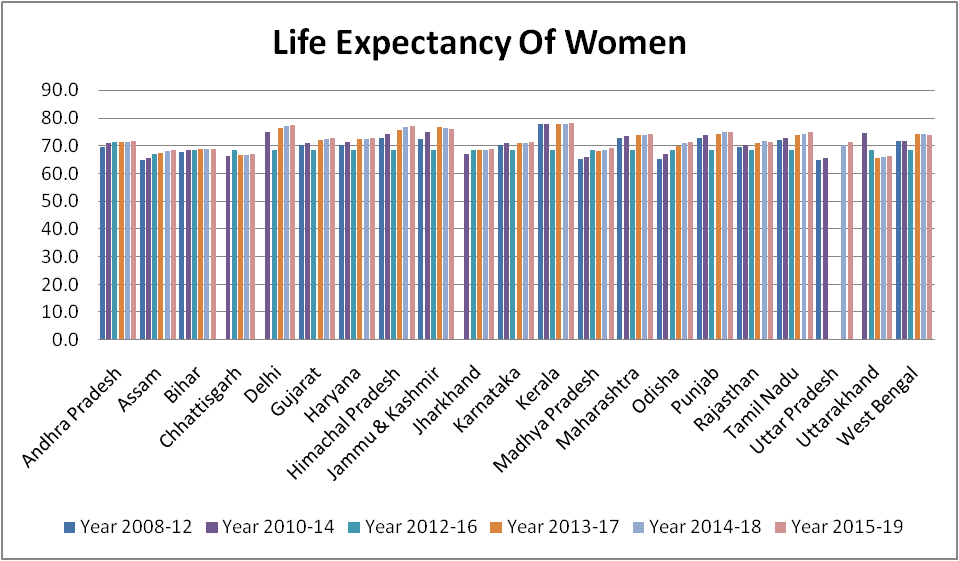 Life Expectancy Of Women
90.0
80.0
70.0
60.0
50.0
40.0
30.0
20.0
10.0
0.0
Andhra Pradesh
Assam
Bihar
Chhattisgarh
Delhi
Gujarat
Haryana
Himachal Pradesh
Jammu & Kashmir
Jharkhand
Karnataka
Kerala
Madhya Pradesh
Maharashtra
Odisha
Punjab
Rajasthan
Tamil Nadu
Uttar Pradesh
Uttarakhand
West Bengal
Year 2008-12 Year 2010-14 Year 2012-16 Year 2013-17 Year 2014-18 Year 2015-19